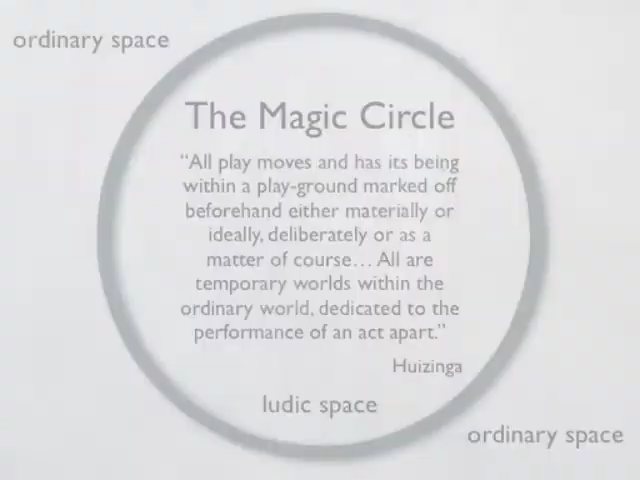 ordinary space
The Magic Circle
“All play moves and has its being
within a play-ground marked off
beforehand either materially or
ideally, deliberately or as a
matter of course… All are
temporary worlds within the
ordinary world, dedicated to the
performance of an act apart.”
Huizinga
ludic space
ordinary space